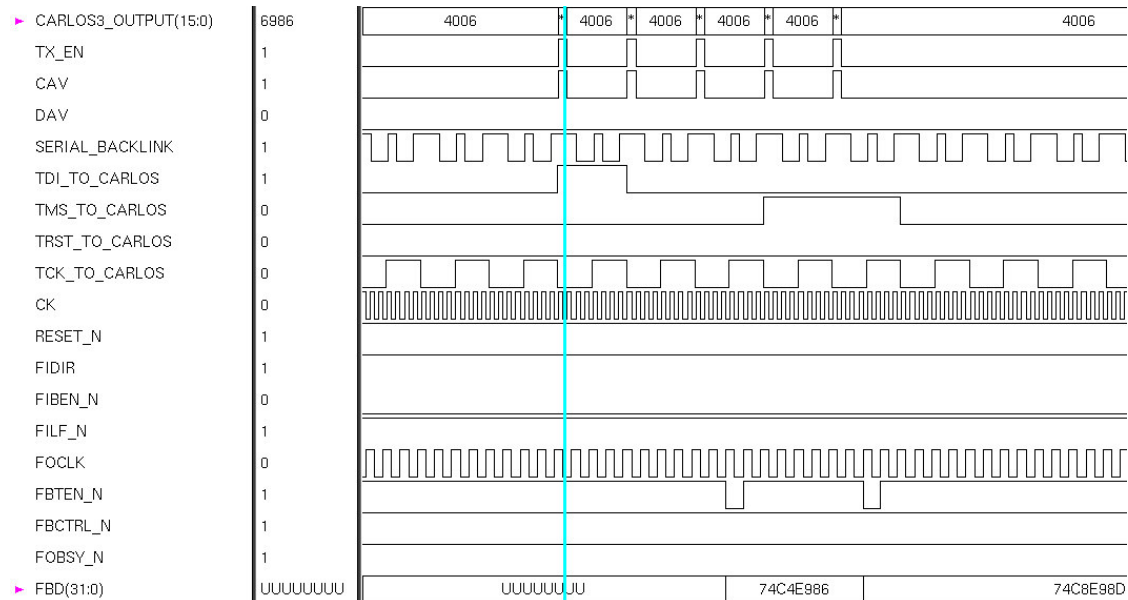 CARLOS3_OUTPUT(15:0) 6986 4006 * 4006 * 4006 * 4006 * 4006 * 4006
TX_EN 1
CAV 1
DAV 0
SERIAL_BACKLINK 1
TDI_TO_CARLOS 1
TMS_TO_CARLOS 0
TRST_TO_CARLOS 0
TCK_TO_CARLOS 0
CK 0
RESET_N 1
FIDIR 1
FIBEN_N 0
FILF_N 1
FOCLK 0
FBTEN_N 1
FBCTRL_N 1
FOBSY_N 1
FBD(31:0) UUUUUUUU UUUUUUUU 74C4E986 74C8E98D